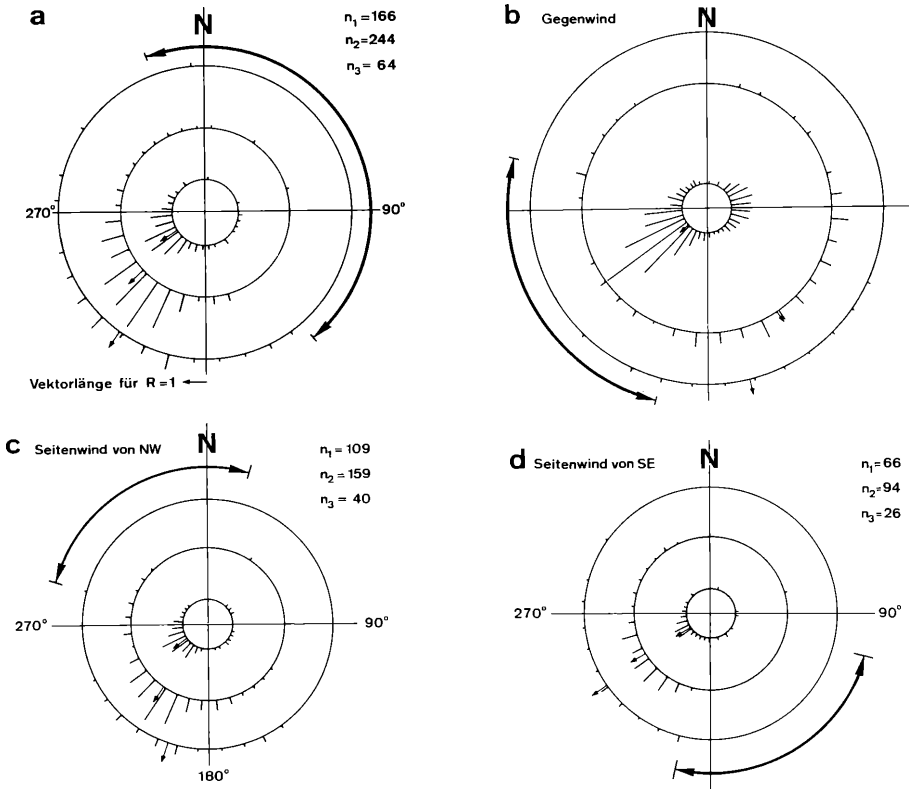 a
N
n1=166
n2=244
n3= 64
270°
90°
Vektorlänge für R=1
b
Gegenwind
N
c
Seitenwind von NW
N
n1= 109
n2= 159
n3= 40
270°
90°
180°
d
Seitenwind von SE
N
n1=66
n2=94
n3=26
270°
90°